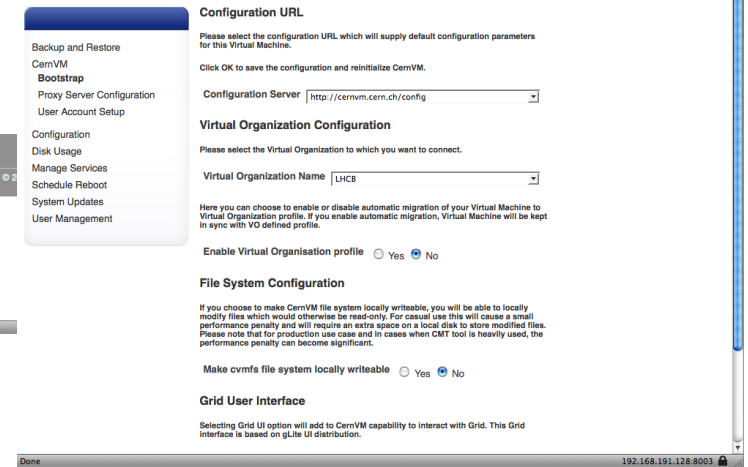 Backup and Restore
CernVM
Bootstrap
Proxy Server Configuration
User Account Setup
Configuration
Disk Usage
Manage Services
Schedule Reboot
System Updates
User Management
© 2
Configuration URL
Please select the configuration URL which will supply default configuration parameters
for this Virtual Machine.
Click OK to save the configuration and reinitialize CernVM.
Configuration Server http://cernvm.cern.ch/config
Virtual Organization Configuration
Please select the Virtual Organization to which you want to connect.
Virtual Organization Name LHCB
Here you can choose to enable or disable automatic migration of your Virtual Machine to
Virtual Organization profile. If you enable automatic migration, Virtual Machine will be kept
in sync with VO defined profile.
Enable Virtual Organisation profile Yes No
File System Configuration
If you choose to make CernVM file system locally writeable, you will be able to locally
modify files which would otherwise be read-only. For casual use this will cause a small
performance penalty and will require an extra space on a local disk to store modified files.
Please note that for production use case and in cases when CMT tool is heavily used, the
performance penalty can become significant.
Make cvmfs file system locally writeable Yes No
Grid User Interface
Selecting Grid UI option will add to CernVM capability to interact with Grid. This Grid
interface is based on gLite UI distribution.
Done 192.168.191.128:8003